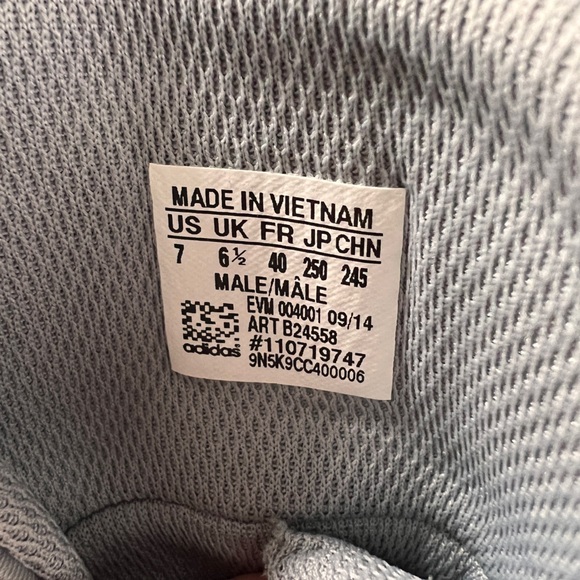 MADE IN VIETNAM
US UK FR JP CHN
7 6½ 40 250 245
MALE/MÂLE
EVM 004001 09/14
ART B24558
#110719747
adidas 9N5K9CC400006